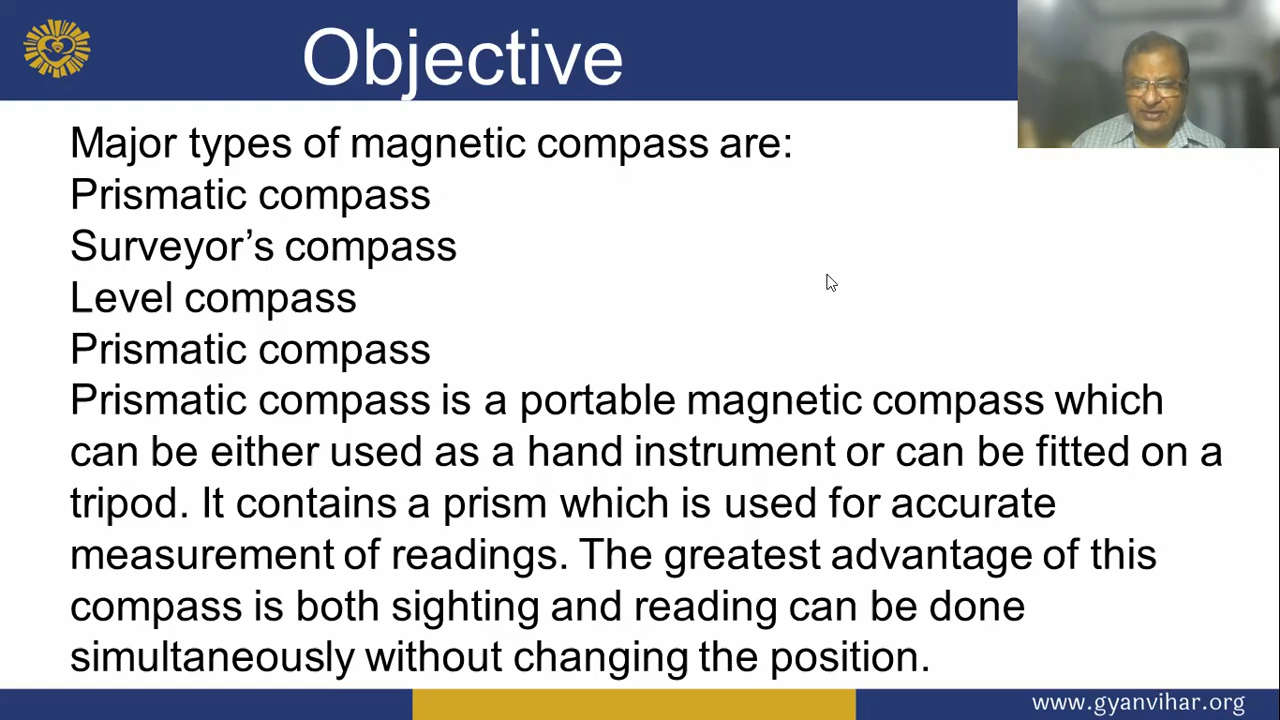 Objective
Major types of magnetic compass are:
Prismatic compass
Surveyor’s compass
Level compass
Prismatic compass
Prismatic compass is a portable magnetic compass which
can be either used as a hand instrument or can be fitted on a
tripod. It contains a prism which is used for accurate
measurement of readings. The greatest advantage of this
compass is both sighting and reading can be done
simultaneously without changing the position.
www.gyanvihar.org